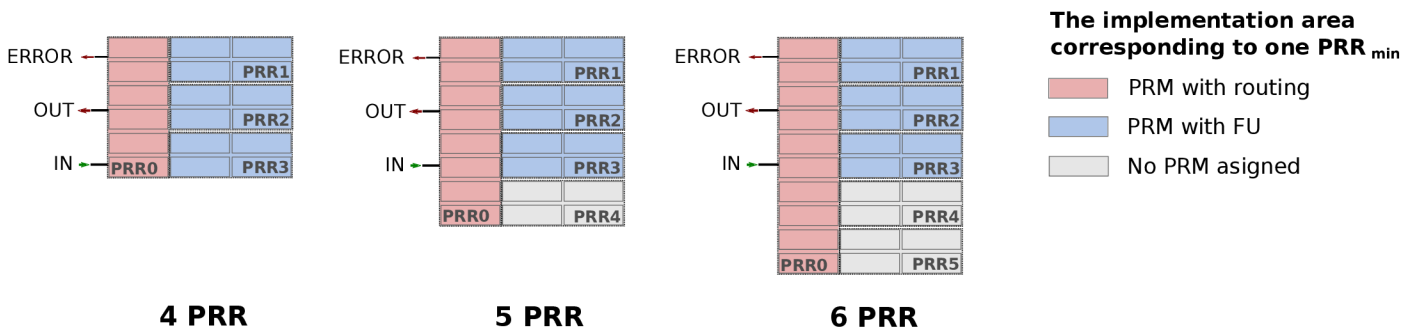 ERROR
OUT
IN
PRR1
PRR2
PRR0 PRR3
4 PRR
ERROR
OUT
IN
PRR1
PRR2
PRR3
PRR0 PRR4
5 PRR
ERROR
OUT
IN
PRR1
PRR2
PRR3
PRR4
PRR0 PRR5
6 PRR
The implementation area
corresponding to one PRR min
PRM with routing
PRM with FU
No PRM asigned